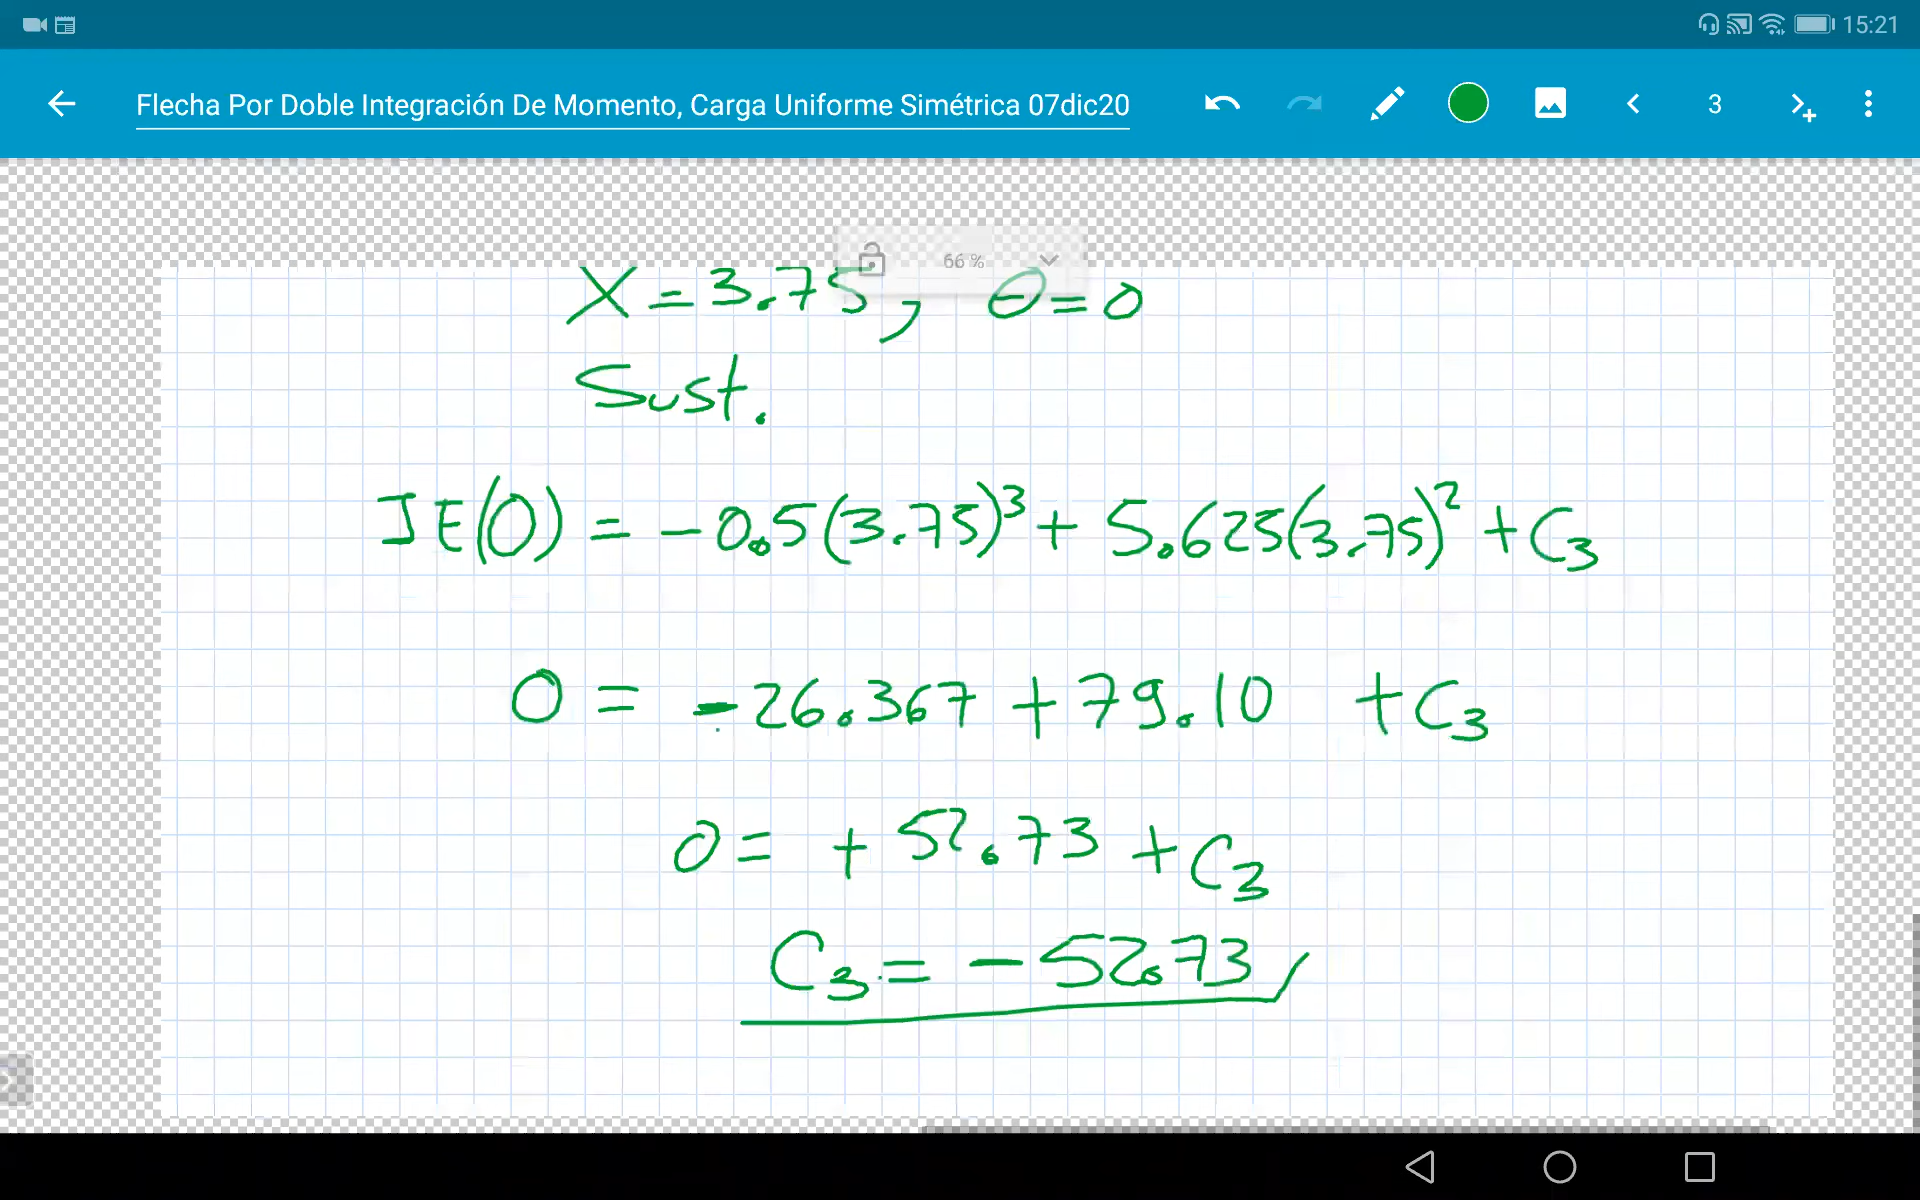 15:21
Flecha Por Doble Integración De Momento, Carga Uniforme Simétrica 07dic20
3
66 %
X = 3.75, θ = 0
Sust.
IE(0) = -0.5(3.75)³ + 5.625(3.75)² + C₃
0 = -26.367 + 79.10 + C₃
0 = + 52.73 + C₃
C₃ = - 52.73